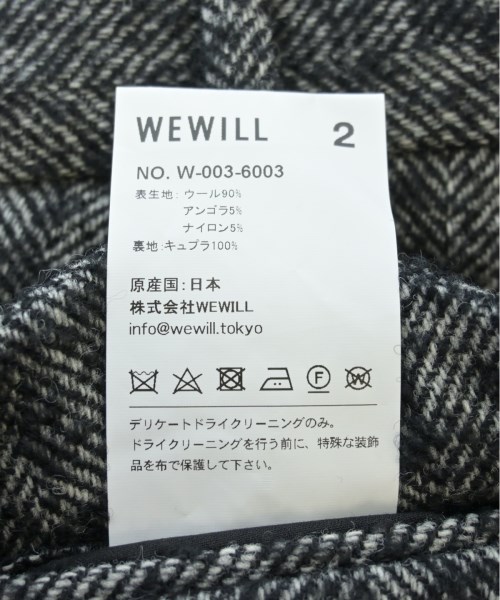 WEWILL 2
NO. W-003-6003
表生地: ウール90%
アンゴラ5%
ナイロン5%
裏地:キュプラ100%
原産国:日本
株式会社WEWILL
info@wewill.tokyo
F W
デリケートドライクリーニングのみ。
ドライクリーニングを行う前に、特殊な装飾
品を布で保護して下さい。